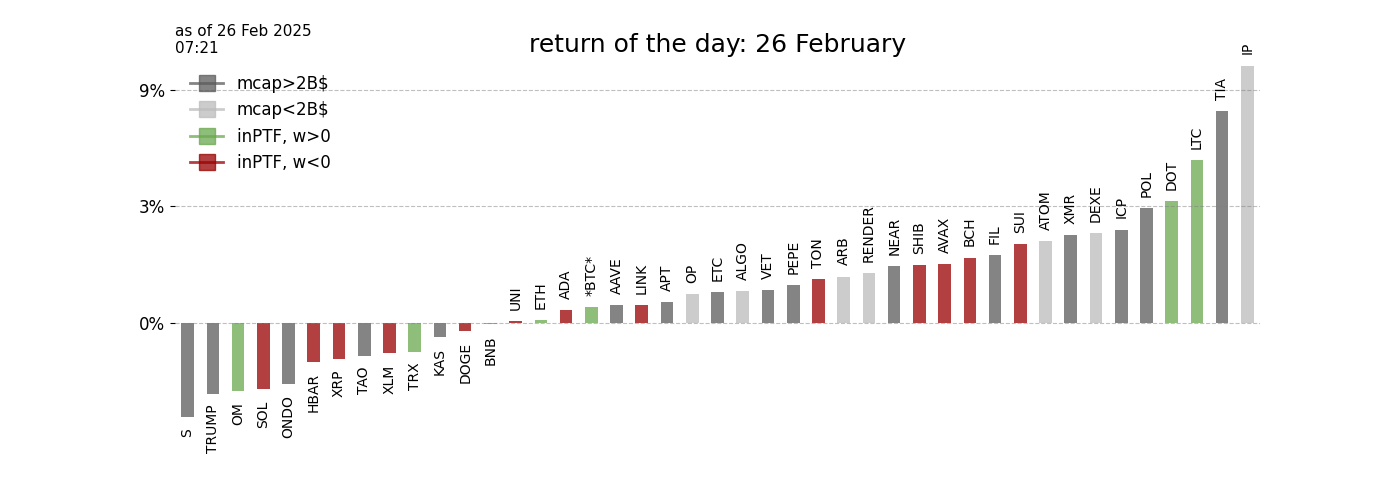 as of 26 Feb 2025
07:21
return of the day: 26 February
mcap>2B$
mcap<2B$
inPTF, w>0
inPTF, w<0
9%
3%
0%
S
TRUMP
OM
SOL
ONDO
HBAR
XRP
TAO
XLM
TRX
KAS
DOGE
BNB
UNI
ETH
ADA
*BTC*
AAVE
LINK
APT
OP
ETC
ALGO
VET
PEPE
TON
ARB
RENDER
NEAR
SHIB
AVAX
BCH
FIL
SUI
ATOM
XMR
DEXE
ICP
POL
DOT
LTC
TIA
IP